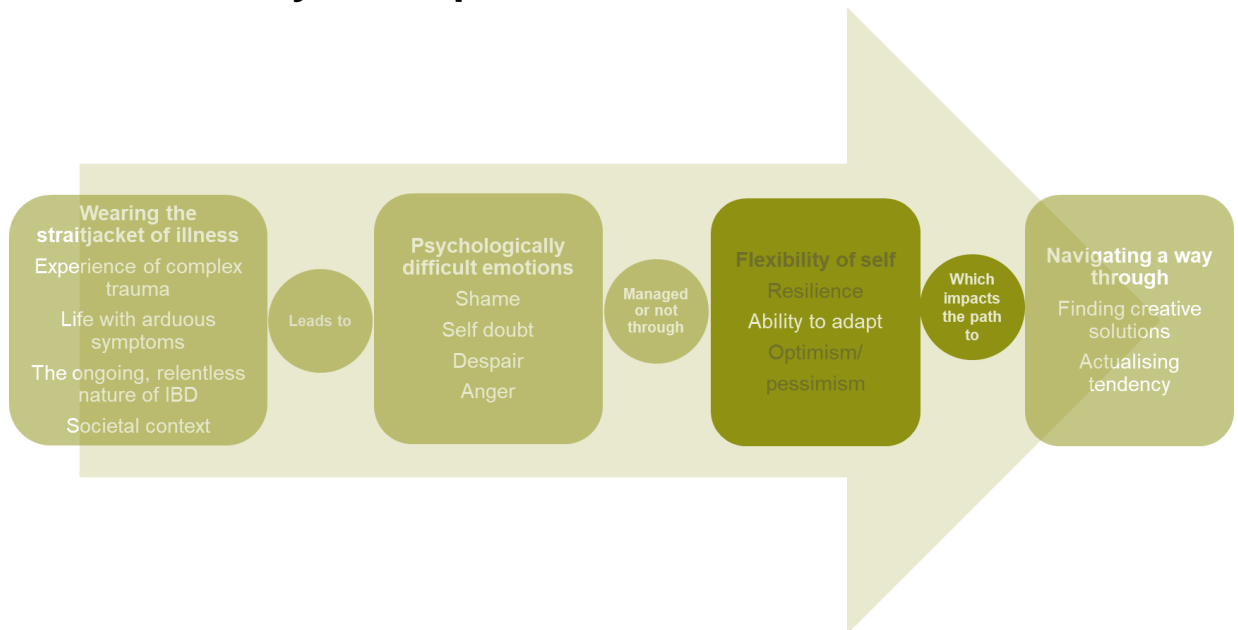 Wearing the
straitjacket of illness
Experience of complex
trauma
Life with arduous
symptoms
The ongoing, relentless
nature of IBD
Societal context
Leads to
Psychologically
difficult emotions
Shame
Self doubt
Despair
Anger
Managed
or not
through
Flexibility of self
Resilience
Ability to adapt
Optimism/
pessimism
Which
impacts
the path
to
Navigating a way
through
Finding creative
solutions
Actualising
tendency